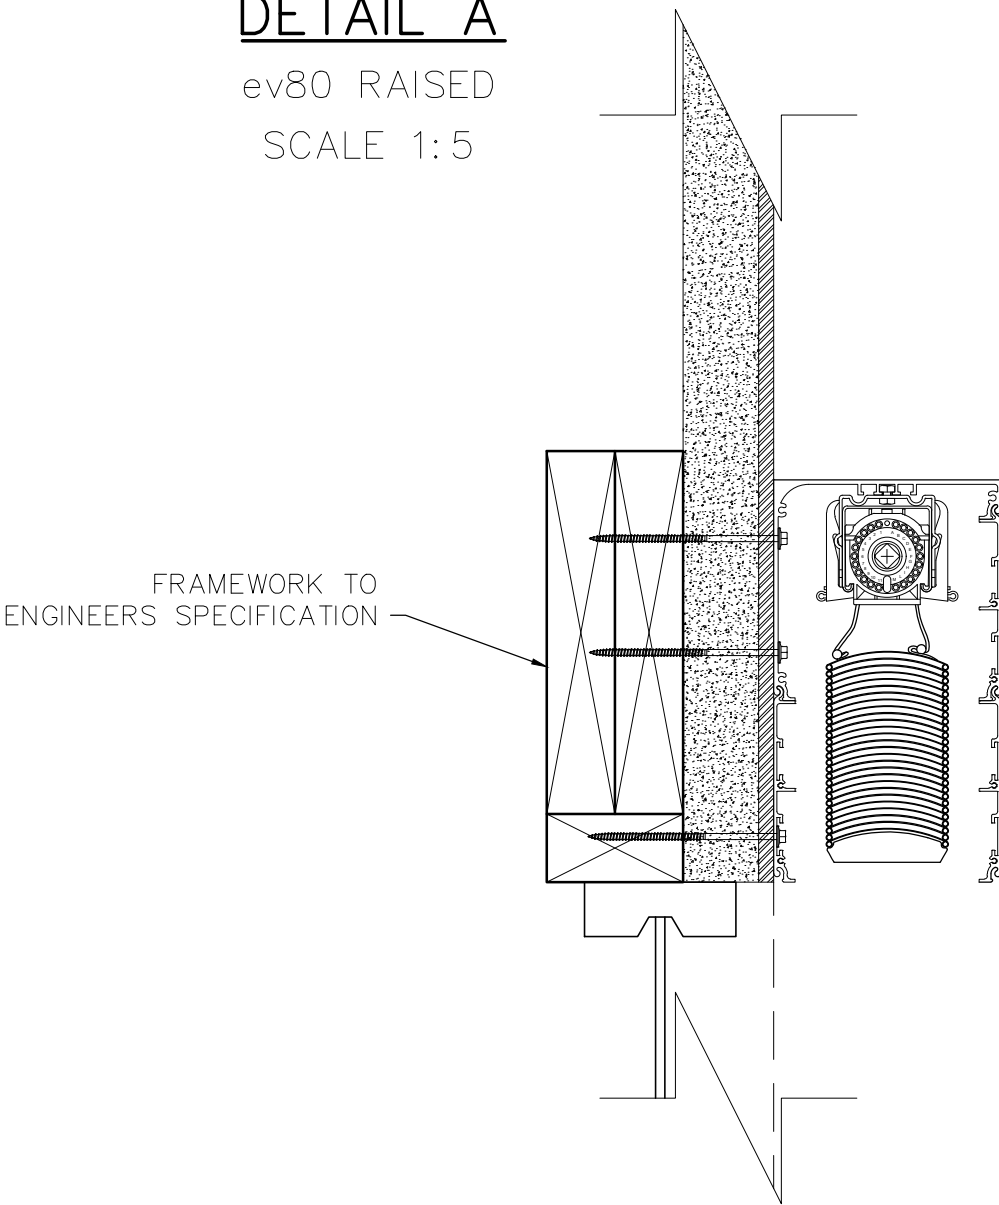 DETAIL A
ev80 RAISED
SCALE 1:5
FRAMEWORK TO
ENGINEERS SPECIFICATION